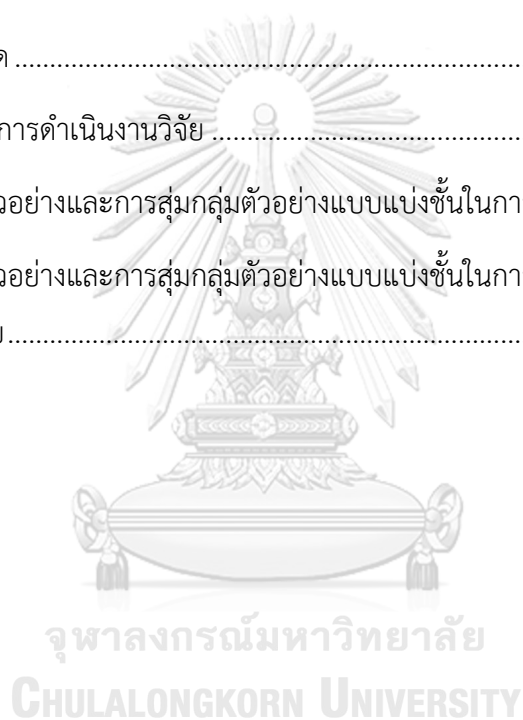 ด ........................................................................
การดำเนินงานวิจัย .............................................
วอย่างและการสุ่มกลุ่มตัวอย่างแบบแบ่งชั้นในกา
วอย่างและการสุ่มกลุ่มตัวอย่างแบบแบ่งชั้นในกา
ย ........................................................................
จุฬาลงกรณ์มหาวิทยาลัย
CHULALONGKORN UNIVERSITY